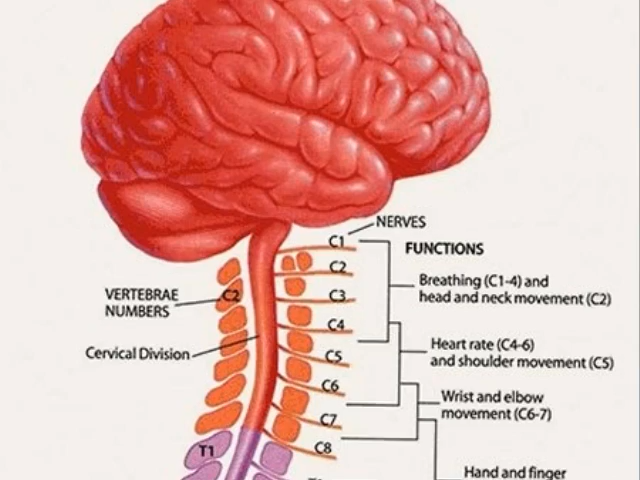 NERVES
C1
FUNCTIONS
C2
Breathing (C1-4) and
head and neck movement (C2)
VERTEBRAE
NUMBERS
C2
C3
C4
Cervical Division
Heart rate (C4-6)
and shoulder movement (C5)
C5
C6
Wrist and elbow
movement (C6-7)
C7
T1
C8
Hand and finger